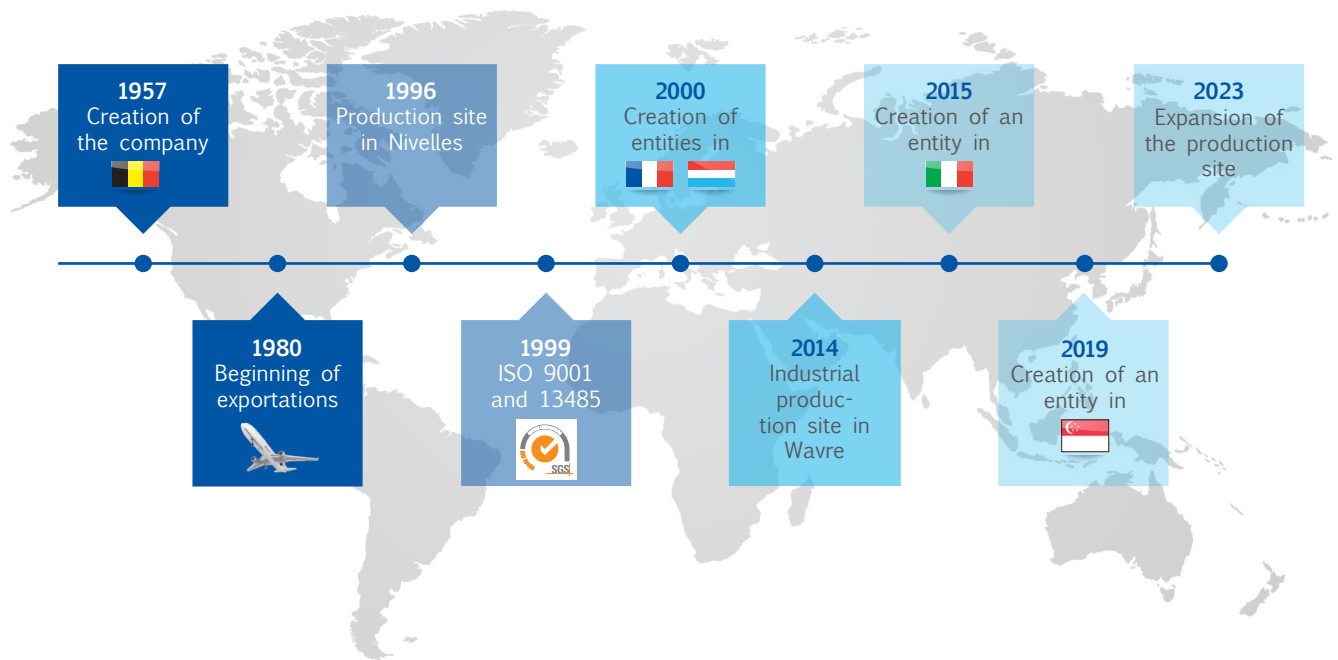 1957
Creation of
the company
1980
Beginning of
exportations
1996
Production site
in Nivelles
1999
ISO 9001
and 13485
SGS
2000
Creation of
entities in
2014
Industrial
produc-
tion site in
Wavre
2015
Creation of an
entity in
2019
Creation of an
entity in
2023
Expansion of
the production
site